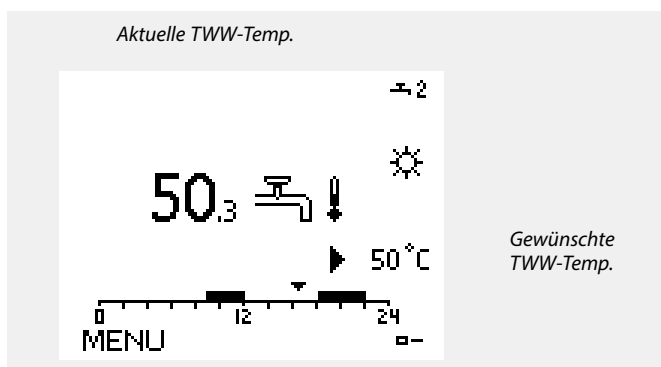 Aktuelle TWW-Temp.
2
50.3
50°C
Gewünschte
TWW-Temp.
0 12 24
MENU